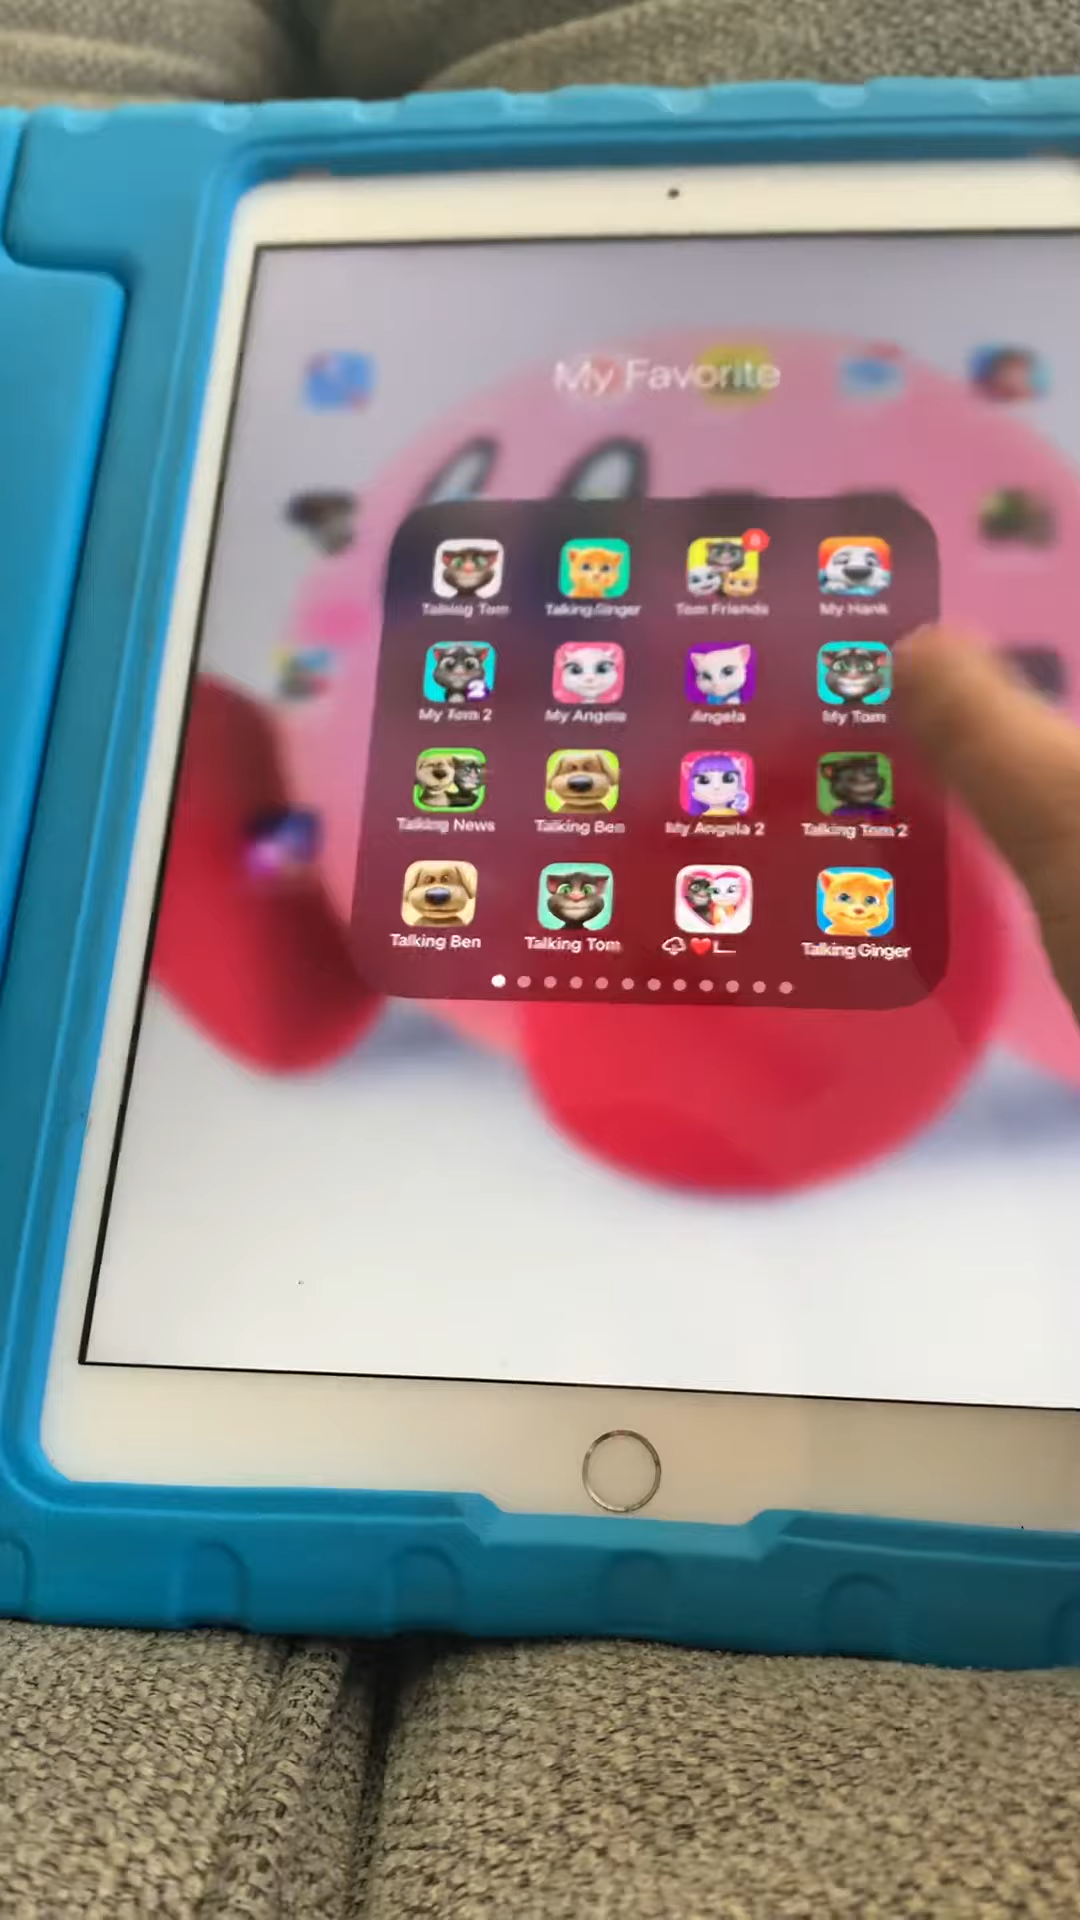 My Favorite
Talking Tom
Talking Ginger
Tom Friends
My Hank
My Tom 2
My Angela
Angela
My Tom
Talking News
Talking Ben
My Angela 2
Talking Tom 2
Talking Ben
Talking Tom
❤️L...
Talking Ginger